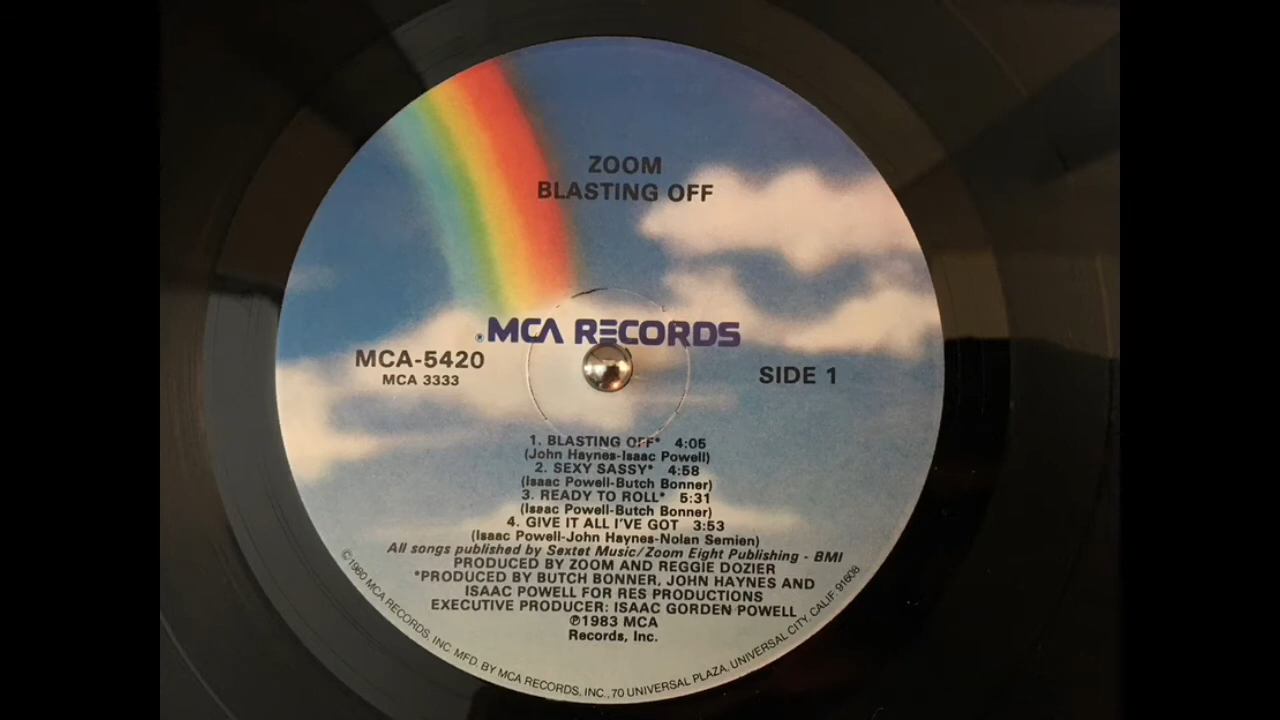 ZOOM
BLASTING OFF
® MCA RECORDS
MCA-5420
MCA 3333
SIDE 1
1. BLASTING OFF* 4:05
(John Haynes-Isaac Powell)
2. SEXY SASSY* 4:58
(Isaac Powell-Butch Bonner)
3. READY TO ROLL* 5:31
(Isaac Powell-Butch Bonner)
4. GIVE IT ALL I'VE GOT 3:53
(Isaac Powell-John Haynes-Nolan Semien)
All songs published by Sextet Music/Zoom Eight Publishing - BMI
PRODUCED BY ZOOM AND REGGIE DOZIER
*PRODUCED BY BUTCH BONNER, JOHN HAYNES AND
ISAAC POWELL FOR RES PRODUCTIONS
EXECUTIVE PRODUCER: ISAAC GORDEN POWELL
℗1983 MCA
Records, Inc.
©1980 MCA RECORDS, INC. MFD. BY MCA RECORDS, INC., 70 UNIVERSAL PLAZA, UNIVERSAL CITY, CALIF. 91608